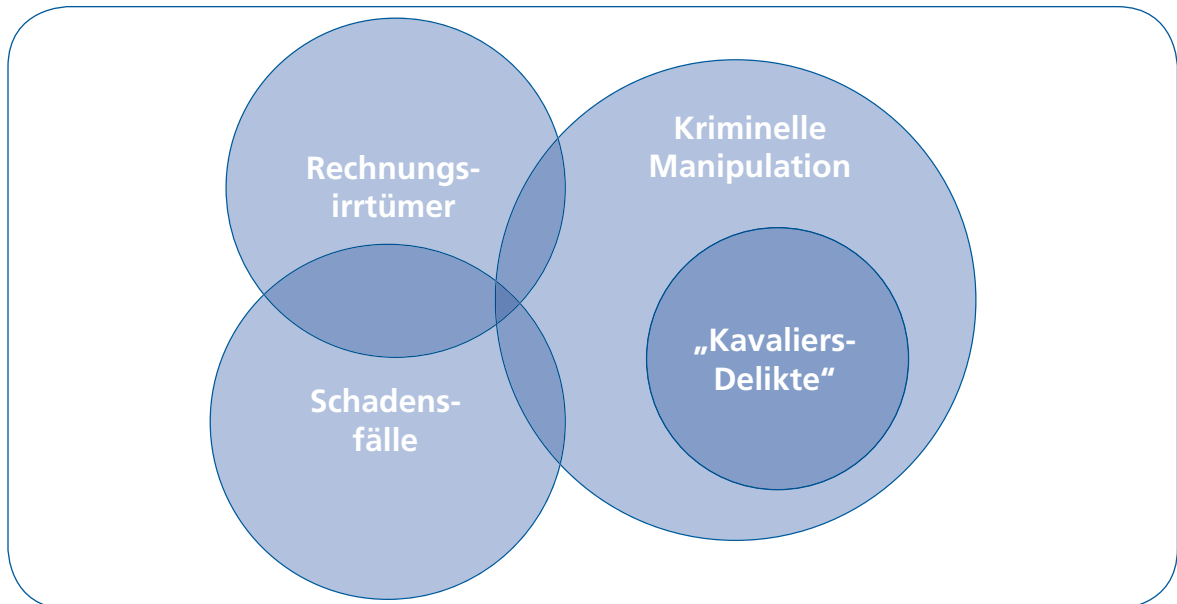 Rechnungs-
irrtümer
Kriminelle
Manipulation
Schadens-
fälle
„Kavaliers-
Delikte“